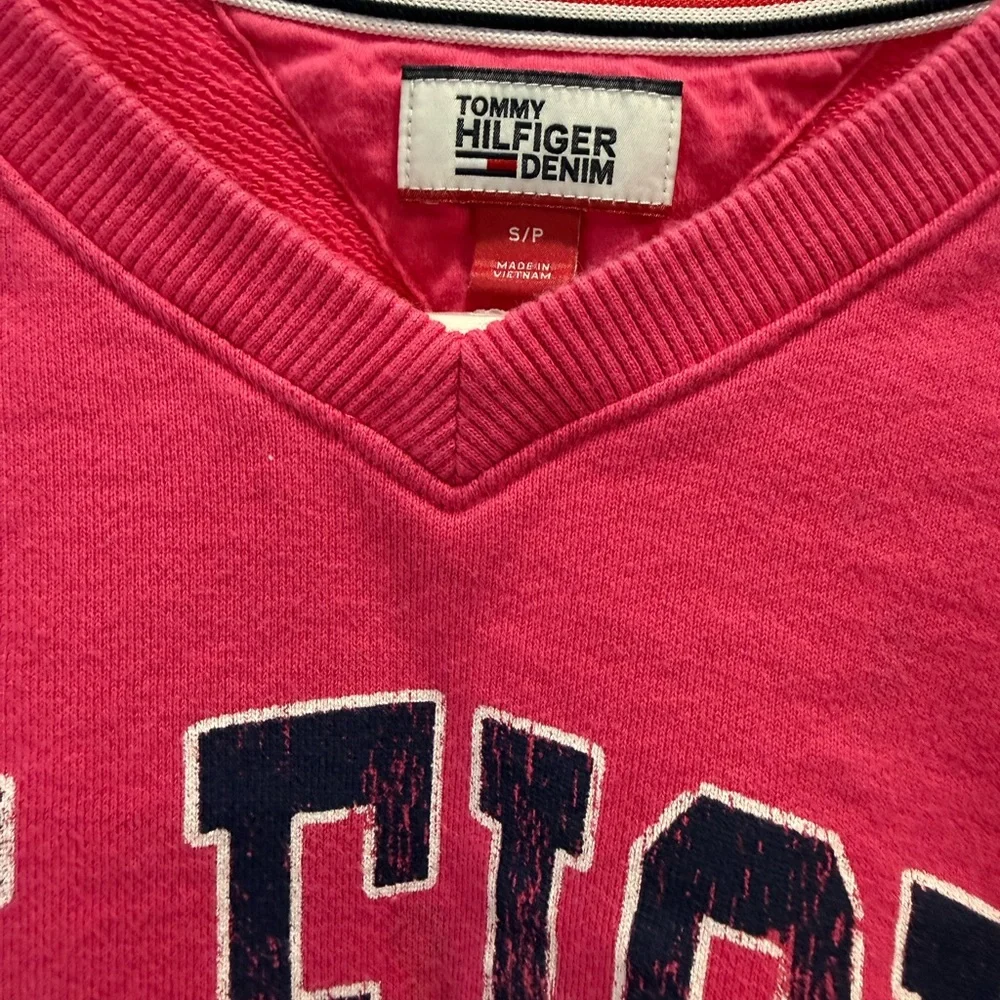 TOMMY
HILFIGER
DENIM
S/P
MADE IN
VIETNAM